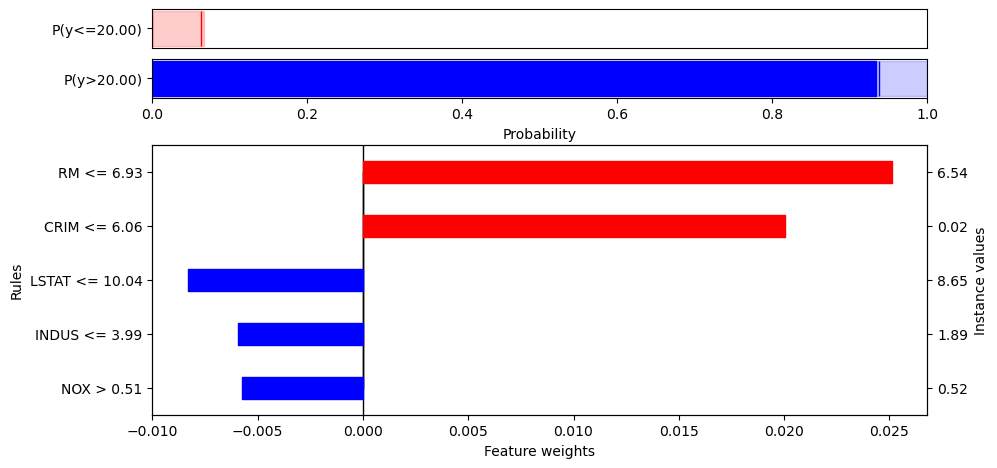 P(y<=20.00)
P(y>20.00)
0.0 0.2 0.4 0.6 0.8 1.0
Probability
Rules
RM <= 6.93 6.54
CRIM <= 6.06 0.02
LSTAT <= 10.04 8.65
INDUS <= 3.99 1.89
NOX > 0.51 0.52
Instance values
−0.010 −0.005 0.000 0.005 0.010 0.015 0.020 0.025
Feature weights